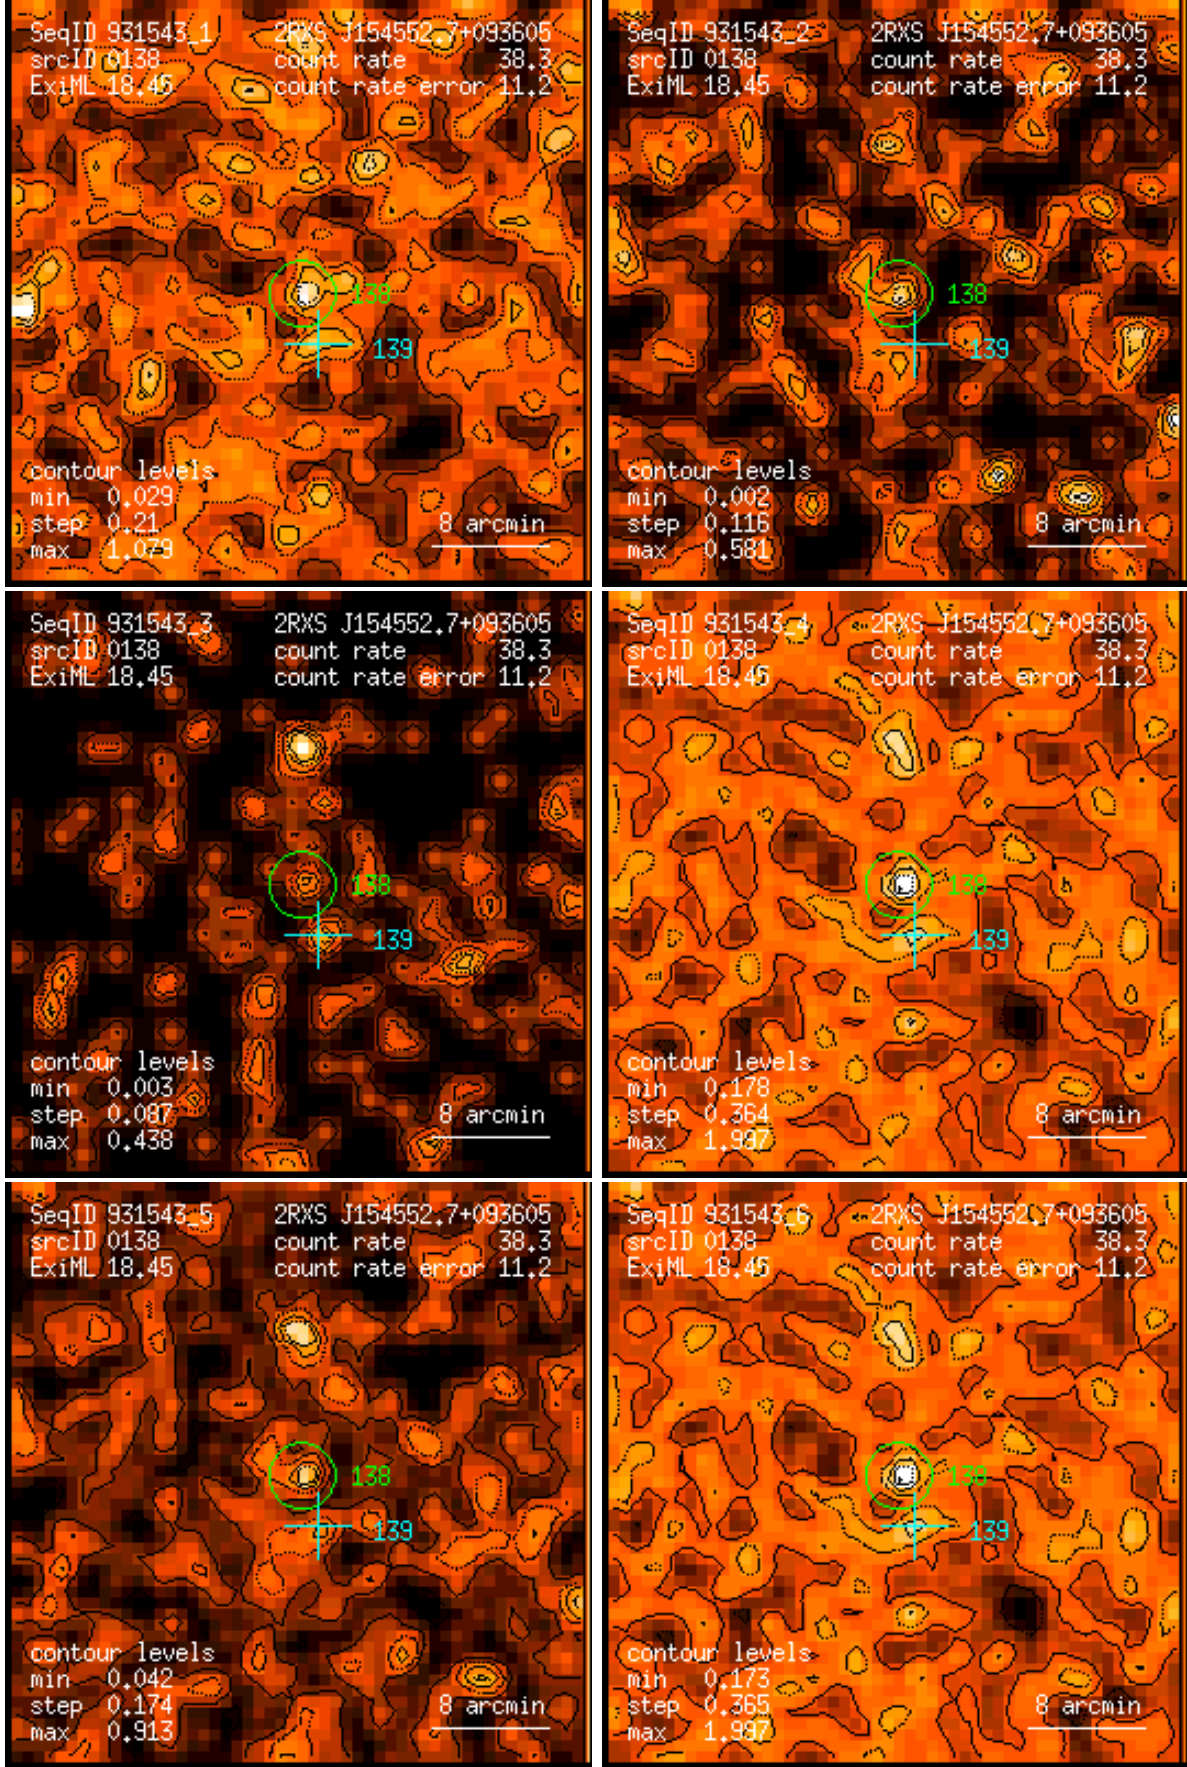 SeqID 931543_1 2RXS J154552.7+093605
srcID 0138 count rate 38.3
ExiML 18.45 count rate error 11.2
138
139
contour levels
min 0.029
step 0.21 8 arcmin
max 1.079
SeqID 931543_2 2RXS J154552.7+093605
srcID 0138 count rate 38.3
ExiML 18.45 count rate error 11.2
138
139
contour levels
min 0.002
step 0.116 8 arcmin
max 0.581
SeqID 931543_3 2RXS J154552.7+093605
srcID 0138 count rate 38.3
ExiML 18.45 count rate error 11.2
138
139
contour levels
min 0.003
step 0.087 8 arcmin
max 0.438
SeqID 931543_4 2RXS J154552.7+093605
srcID 0138 count rate 38.3
ExiML 18.45 count rate error 11.2
138
139
contour levels
min 0.178
step 0.364 8 arcmin
max 1.997
SeqID 931543_5 2RXS J154552.7+093605
srcID 0138 count rate 38.3
ExiML 18.45 count rate error 11.2
138
139
contour levels
min 0.042
step 0.174 8 arcmin
max 0.913
SeqID 931543_6 2RXS J154552.7+093605
srcID 0138 count rate 38.3
ExiML 18.45 count rate error 11.2
138
139
contour levels
min 0.173
step 0.365 8 arcmin
max 1.997